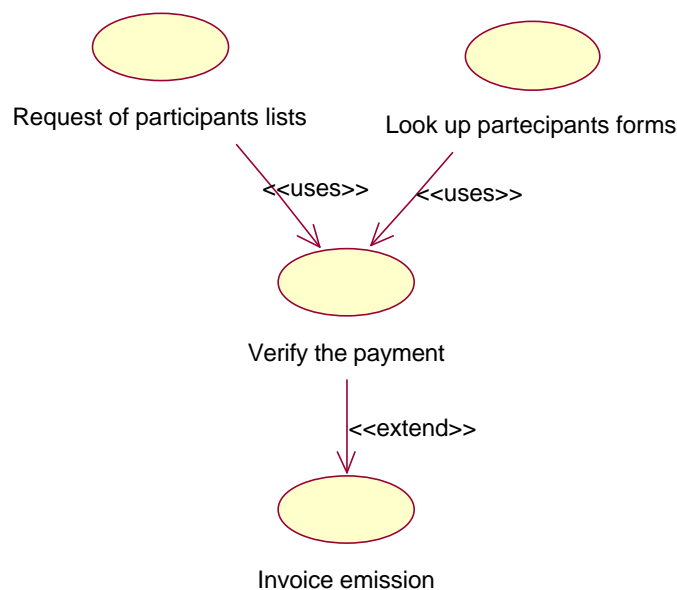 Request of participants lists
Look up partecipants forms
<<uses>>
<<uses>>
Verify the payment
<<extend>>
Invoice emission